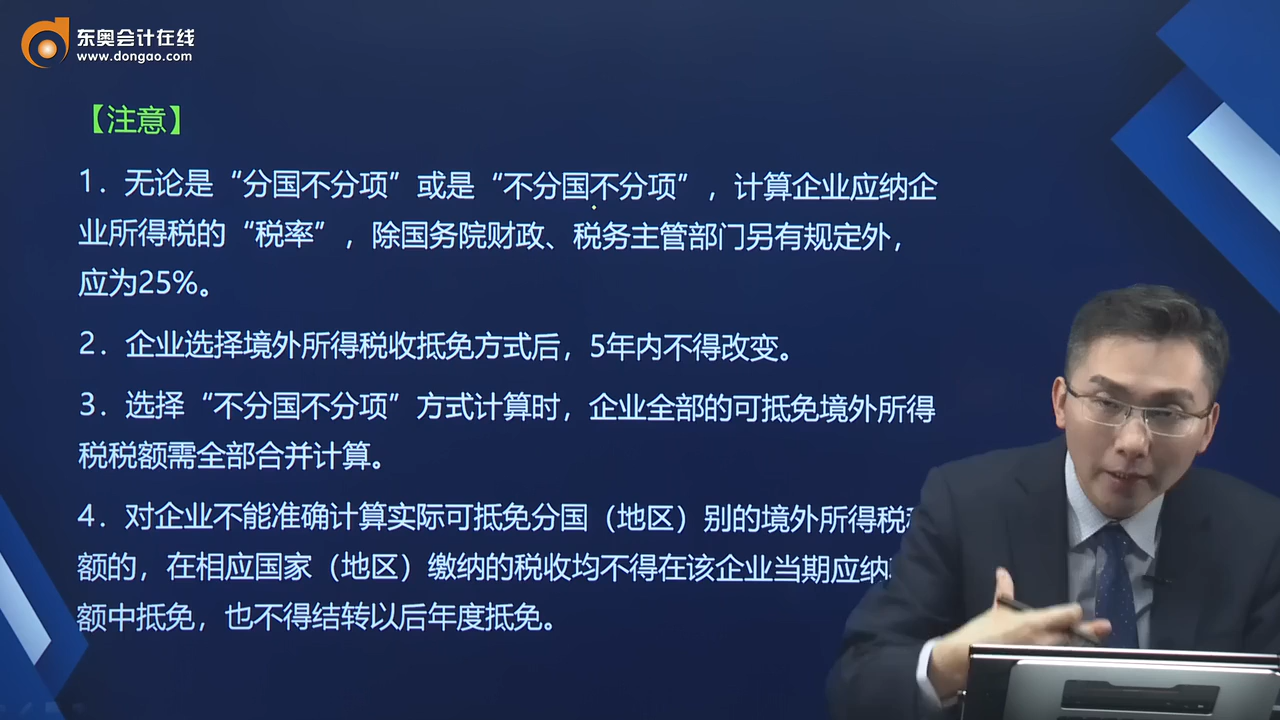 东奥会计在线
www.dongao.com
【注意】
1．无论是“分国不分项”或是“不分国不分项”，计算企业应纳企
业所得税的“税率”，除国务院财政、税务主管部门另有规定外，
应为25%。
2．企业选择境外所得税收抵免方式后，5年内不得改变。
3．选择“不分国不分项”方式计算时，企业全部的可抵免境外所得
税税额需全部合并计算。
4．对企业不能准确计算实际可抵免分国（地区）别的境外所得税
额的，在相应国家（地区）缴纳的税收均不得在该企业当期应纳
额中抵免，也不得结转以后年度抵免。